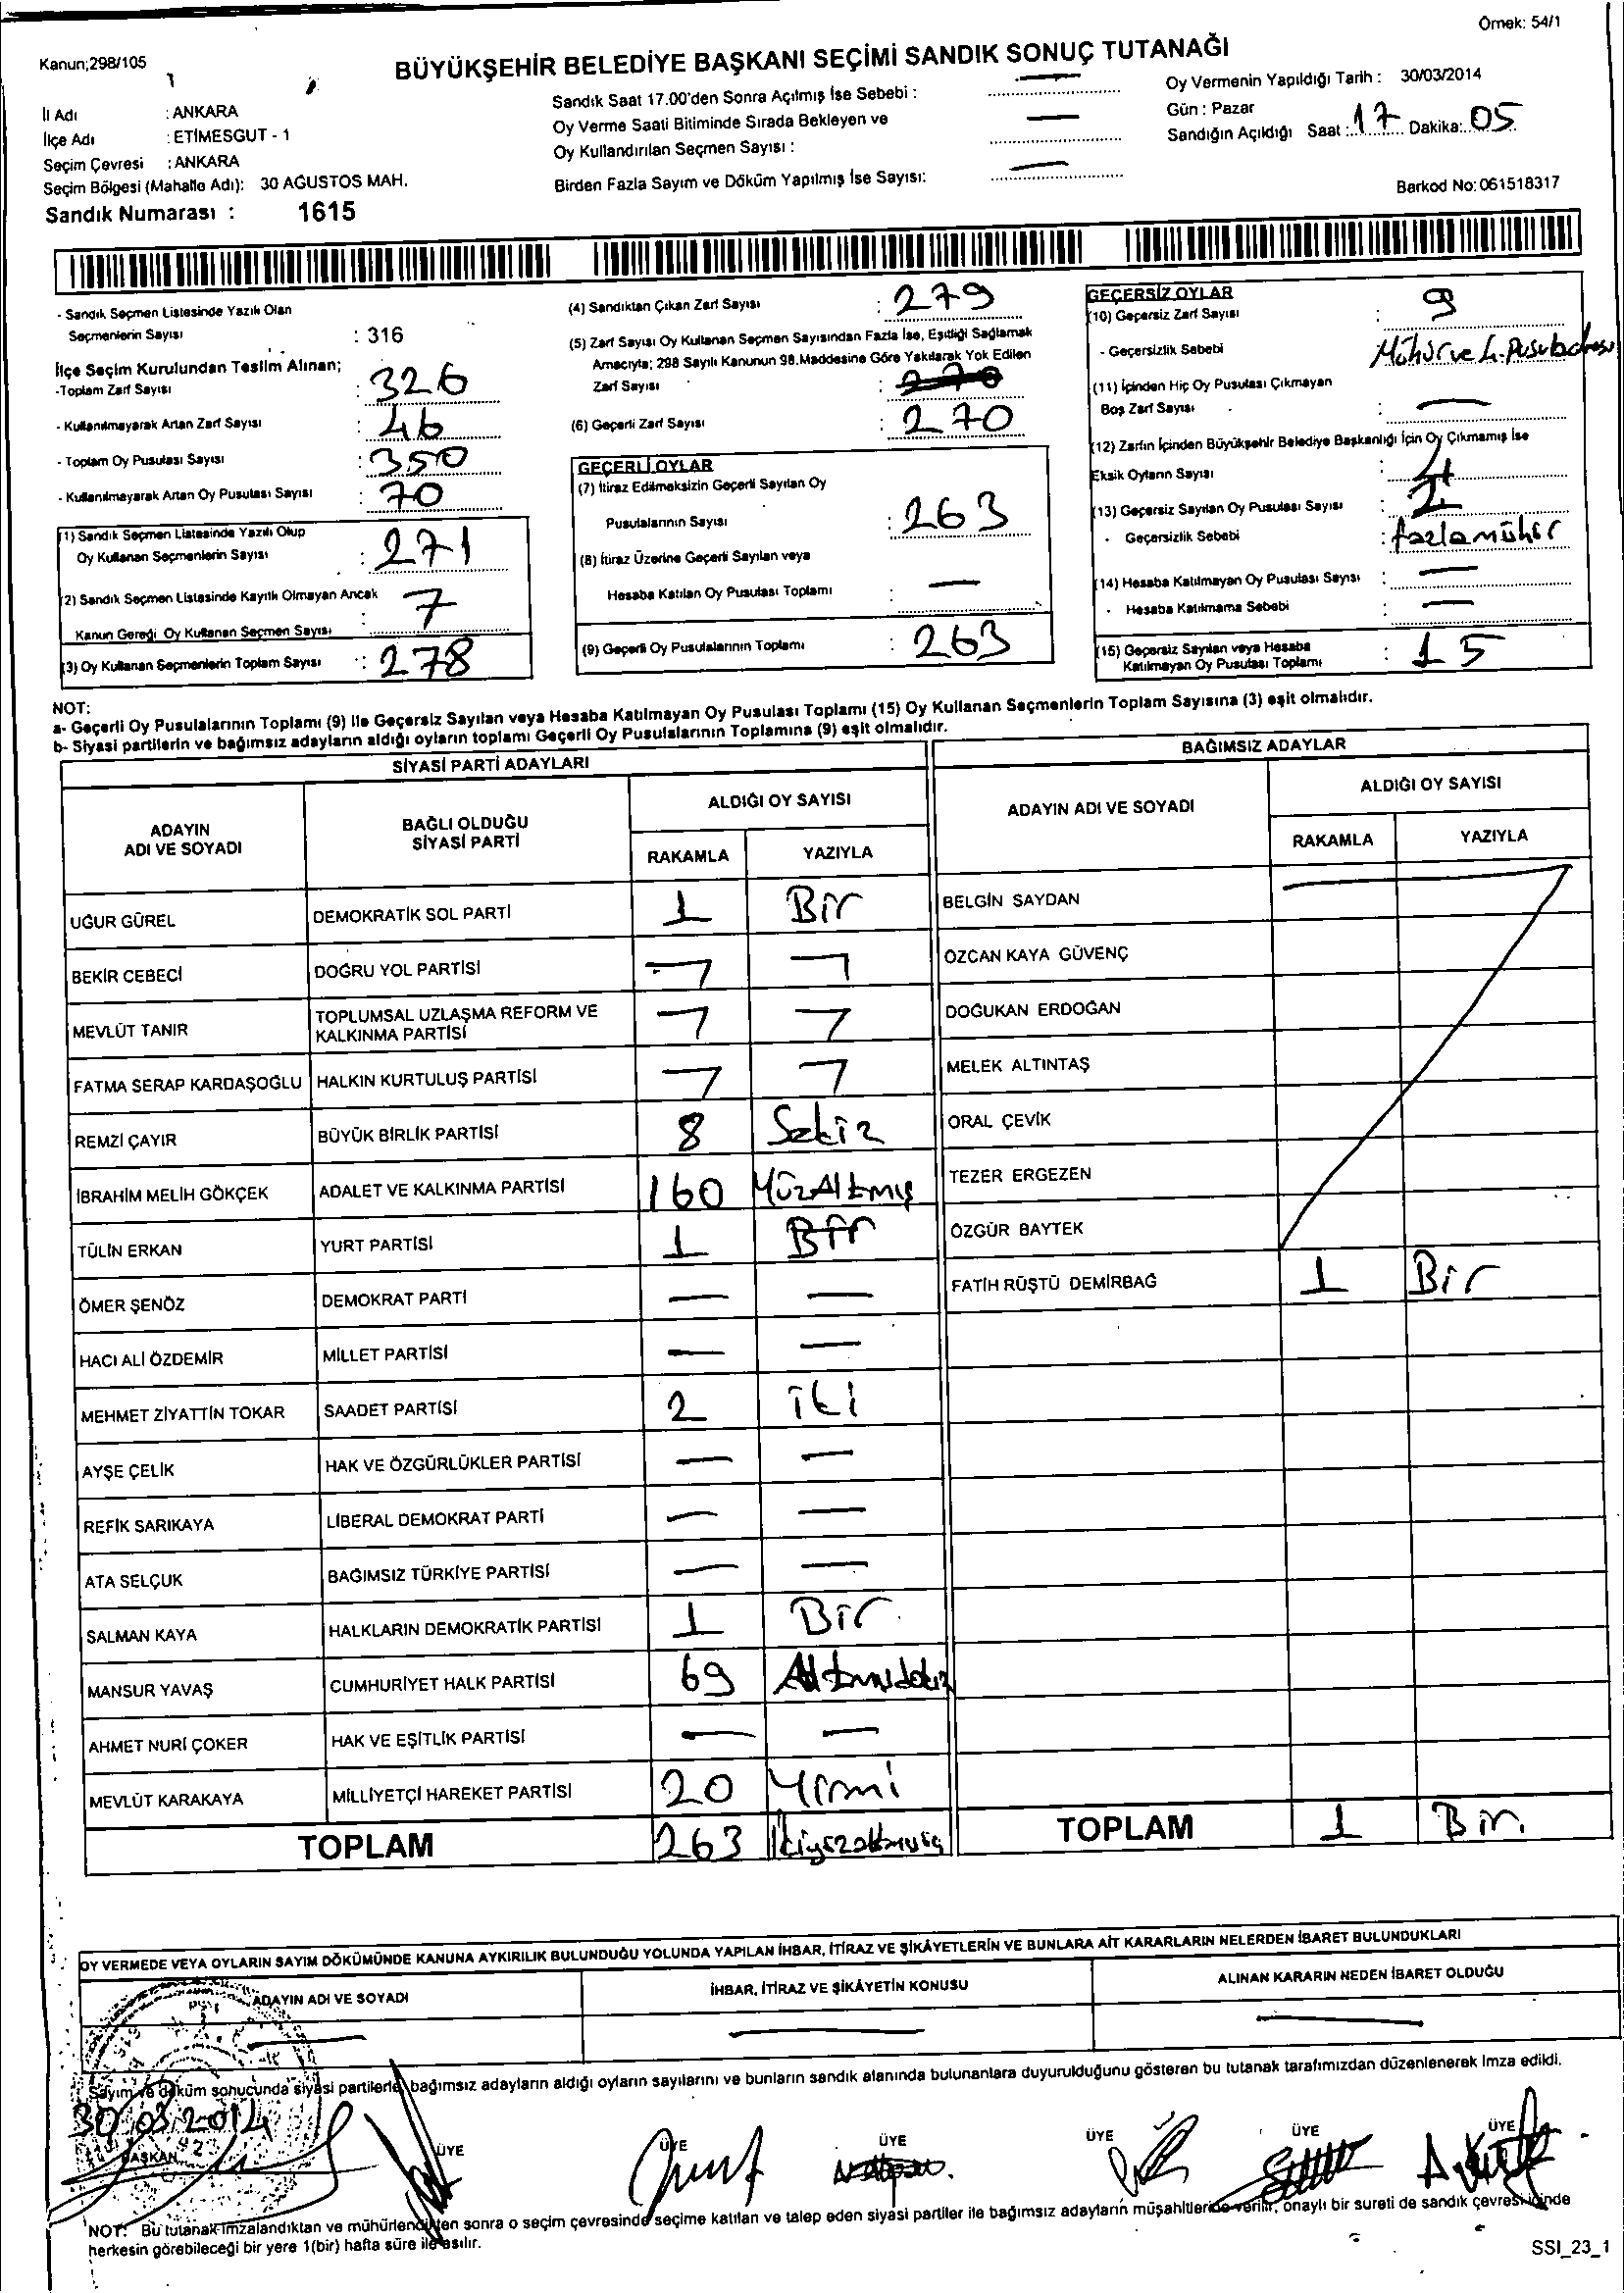 Örnek: 54/1
Kanun;298/105
BÜYÜKŞEHİR BELEDİYE BAŞKANI SEÇİMİ SANDIK SONUÇ TUTANAĞI
İl Adı : ANKARA
İlçe Adı : ETİMESGUT - 1
Seçim Çevresi : ANKARA
Seçim Bölgesi (Mahalle Adı): 30 AĞUSTOS MAH.
Sandık Numarası : 1615
Sandık Saat 17.00'den Sonra Açılmış İse Sebebi : —
Oy Verme Saati Bitiminde Sırada Bekleyen ve
Oy Kullandırılan Seçmen Sayısı : —
Birden Fazla Sayım ve Döküm Yapılmış İse Sayısı: —
Oy Vermenin Yapıldığı Tarih : 30/03/2014
Gün : Pazar
Sandığın Açıldığı Saat : 17 Dakika: 05
Barkod No: 061518317
- Sandık Seçmen Listesinde Yazılı Olan
Seçmenlerin Sayısı : 316
İlçe Seçim Kurulundan Teslim Alınan;
-Toplam Zarf Sayısı : 326
- Kullanılmayarak Artan Zarf Sayısı : 46
- Toplam Oy Pusulası Sayısı : 350
- Kullanılmayarak Artan Oy Pusulası Sayısı : 70
(1) Sandık Seçmen Listesinde Yazılı Olup
Oy Kullanan Seçmenlerin Sayısı : 271
(2) Sandık Seçmen Listesinde Kayıtlı Olmayan Ancak
Kanun Gereği Oy Kullanan Seçmen Sayısı 7
(3) Oy Kullanan Seçmenlerin Toplam Sayısı : 278
(4) Sandıktan Çıkan Zarf Sayısı : 279
(5) Zarf Sayısı Oy Kullanan Seçmen Sayısından Fazla İse, Eşitliği Sağlamak
Amacıyla; 298 Sayılı Kanunun 98.Maddesine Göre Yakılarak Yok Edilen
Zarf Sayısı : 270
(6) Geçerli Zarf Sayısı : 270
GEÇERLİ OYLAR
(7) İtiraz Edilmeksizin Geçerli Sayılan Oy
Pusulalarının Sayısı : 263
(8) İtiraz Üzerine Geçerli Sayılan veya
Hesaba Katılan Oy Pusulası Toplamı : —
(9) Geçerli Oy Pusulalarının Toplamı : 263
GEÇERSİZ OYLAR
(10) Geçersiz Zarf Sayısı : 9
- Geçersizlik Sebebi : Mühür ve
(11) İçinden Hiç Oy Pusulası Çıkmayan
Boş Zarf Sayısı : —
(12) Zarfın İçinden Büyükşehir Belediye Başkanlığı İçin Oy Çıkmamış İse
Eksik Oyların Sayısı : 4
(13) Geçersiz Sayılan Oy Pusulası Sayısı : 2
- Geçersizlik Sebebi : fazla mühür
(14) Hesaba Katılmayan Oy Pusulası Sayısı : —
- Hesaba Katılmama Sebebi : —
(15) Geçersiz Sayılan veya Hesaba
Katılmayan Oy Pusulası Toplamı : 15
NOT:
a- Geçerli Oy Pusulalarının Toplamı (9) ile Geçersiz Sayılan veya Hesaba Katılmayan Oy Pusulası Toplamı (15) Oy Kullanan Seçmenlerin Toplam Sayısına (3) eşit olmalıdır.
b- Siyasi partilerin ve bağımsız adayların aldığı oyların toplamı Geçerli Oy Pusulalarının Toplamına (9) eşit olmalıdır.
SİYASİ PARTİ ADAYLARI
ADAYIN ADI VE SOYADI
BAĞLI OLDUĞU SİYASİ PARTİ
ALDIĞI OY SAYISI
RAKAMLA YAZIYLA
UĞUR GÜREL DEMOKRATİK SOL PARTİ 1 Bir
BEKİR CEBECİ DOĞRU YOL PARTİSİ — —
MEVLÜT TANIR TOPLUMSAL UZLAŞMA REFORM VE KALKINMA PARTİSİ — —
FATMA SERAP KARDAŞOĞLU HALKIN KURTULUŞ PARTİSİ — —
REMZİ ÇAYIR BÜYÜK BİRLİK PARTİSİ 8 Sekiz
İBRAHİM MELİH GÖKÇEK ADALET VE KALKINMA PARTİSİ 160 YüzAltmış
TÜLİN ERKAN YURT PARTİSİ 1 Bir
ÖMER ŞENÖZ DEMOKRAT PARTİ — —
HACI ALİ ÖZDEMİR MİLLET PARTİSİ — —
MEHMET ZİYATTİN TOKAR SAADET PARTİSİ 2 iki
AYŞE ÇELİK HAK VE ÖZGÜRLÜKLER PARTİSİ — —
REFİK SARIKAYA LİBERAL DEMOKRAT PARTİ — —
ATA SELÇUK BAĞIMSIZ TÜRKİYE PARTİSİ — —
SALMAN KAYA HALKLARIN DEMOKRATİK PARTİSİ 1 Bir
MANSUR YAVAŞ CUMHURİYET HALK PARTİSİ 69
AHMET NURİ ÇOKER HAK VE EŞİTLİK PARTİSİ — —
MEVLÜT KARAKAYA MİLLİYETÇİ HAREKET PARTİSİ 20 Yirmi
TOPLAM 263
BAĞIMSIZ ADAYLAR
ADAYIN ADI VE SOYADI
ALDIĞI OY SAYISI
RAKAMLA YAZIYLA
BELGİN SAYDAN
ÖZCAN KAYA GÜVENÇ
DOĞUKAN ERDOĞAN
MELEK ALTINTAŞ
ORAL ÇEVİK
TEZER ERGEZEN
ÖZGÜR BAYTEK
FATİH RÜŞTÜ DEMİRBAĞ 1 Bir
TOPLAM 1 Bir
OY VERMEDE VEYA OYLARIN SAYIM DÖKÜMÜNDE KANUNA AYKIRILIK BULUNDUĞU YOLUNDA YAPILAN İHBAR, İTİRAZ VE ŞİKÂYETLERİN VE BUNLARA AİT KARARLARIN NELERDEN İBARET BULUNDUKLARI
ADAYIN ADI VE SOYADI İHBAR, İTİRAZ VE ŞİKÂYETİN KONUSU ALINAN KARARIN NEDEN İBARET OLDUĞU
— — —
Sayım ve döküm sonucunda siyasi partilerle, bağımsız adayların aldığı oyların sayılarını ve bunların sandık alanında bulunanlara duyurulduğunu gösteren bu tutanak tarafımızdan düzenlenerek imza edildi.
30.03.2014
BAŞKAN ÜYE ÜYE ÜYE ÜYE ÜYE ÜYE
NOT: Bu tutanak imzalandıktan ve mühürlendikten sonra o seçim çevresinde seçime katılan ve talep eden siyasi partiler ile bağımsız adayların müşahitlerine verilir, onaylı bir sureti de sandık çevresi içinde
herkesin görebileceği bir yere 1(bir) hafta süre ile asılır.
SSI_23_1